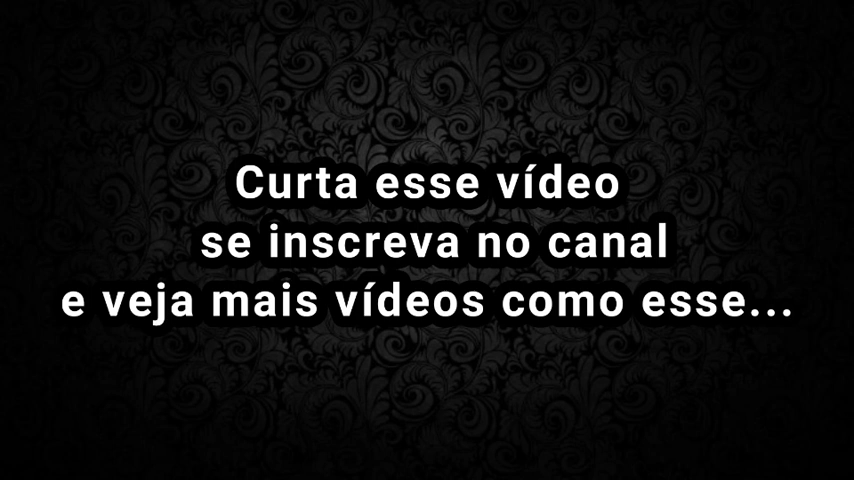 Curta esse vídeo
se inscreva no canal
e veja mais vídeos como esse...